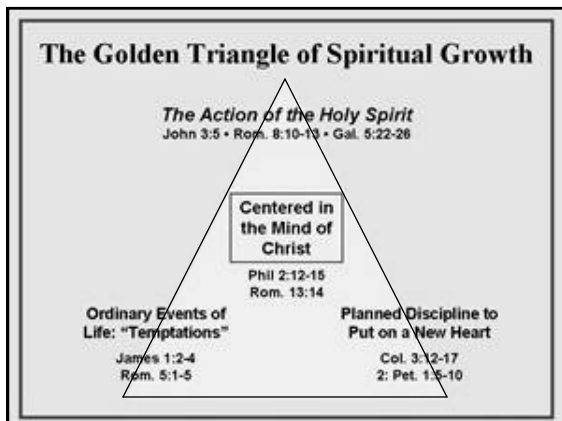 The Golden Triangle of Spiritual Growth
The Action of the Holy Spirit
John 3:5 • Rom. 8:10-13 • Gal. 5:22-26
Centered in
the Mind of
Christ
Phil 2:12-15
Rom. 13:14
Ordinary Events of
Life: “Temptations”
James 1:2-4
Rom. 5:1-5
Planned Discipline to
Put on a New Heart
Col. 3:12-17
2: Pet. 1:5-10